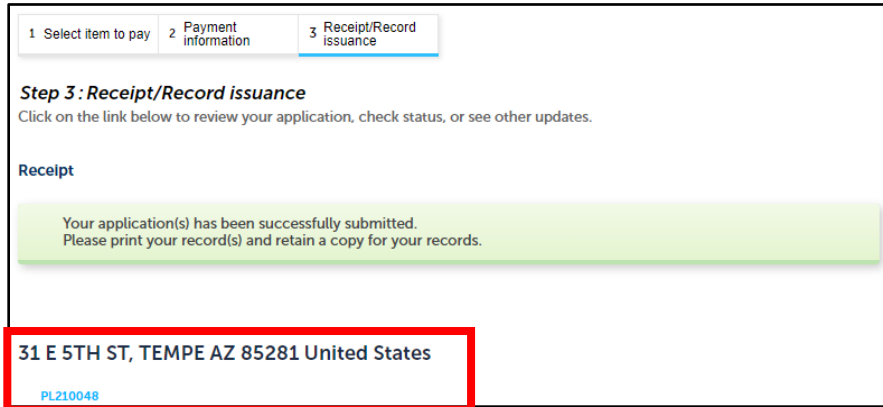 1 Select item to pay 2 Payment information 3 Receipt/Record issuance
Step 3 : Receipt/Record issuance
Click on the link below to review your application, check status, or see other updates.
Receipt
Your application(s) has been successfully submitted.
Please print your record(s) and retain a copy for your records.
31 E 5TH ST, TEMPE AZ 85281 United States
PL210048